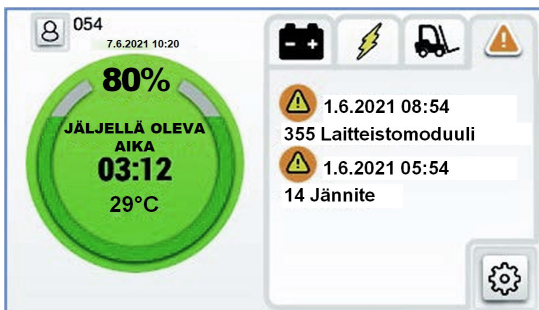 054
7.6.2021 10:20
80%
JÄLJELLÄ OLEVA
AIKA
03:12
29°C
1.6.2021 08:54
355 Laitteistomoduuli
1.6.2021 05:54
14 Jännite